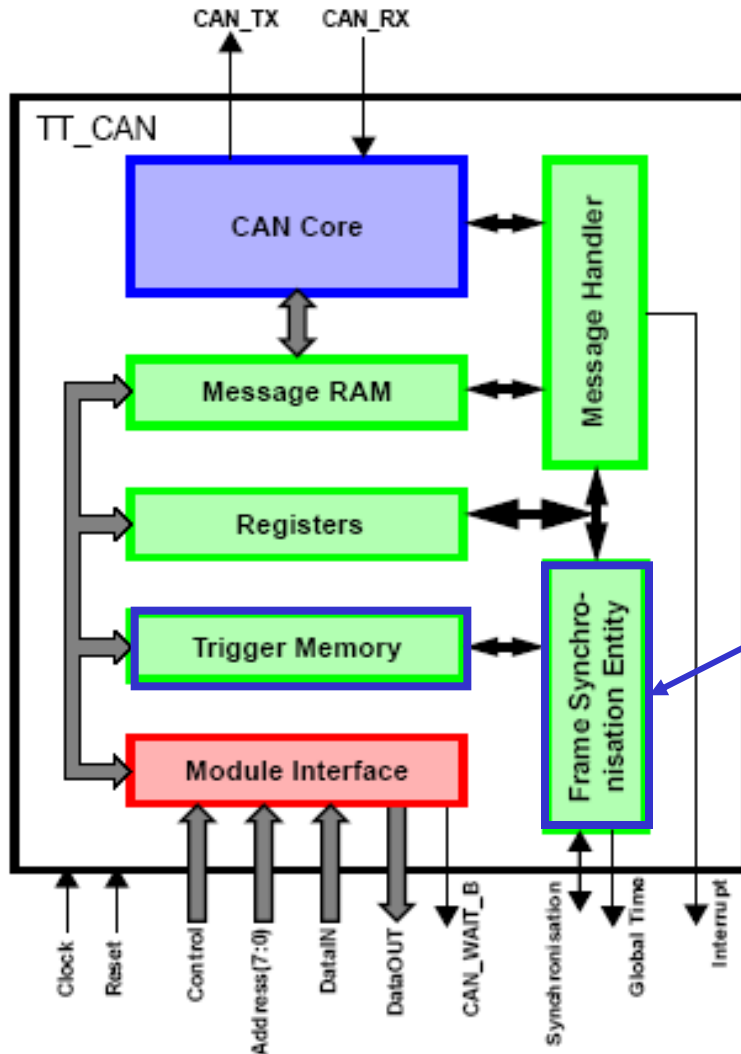 CAN_TX
CAN_RX
TT_CAN
CAN Core
Message Handler
Message RAM
Registers
Trigger Memory
Frame Synchro-
nisation Entity
Module Interface
Clock
Reset
Control
Address(7:0)
DataIN
DataOUT
CAN_WAIT_B
Synchronisation
Global Time
Interrupt